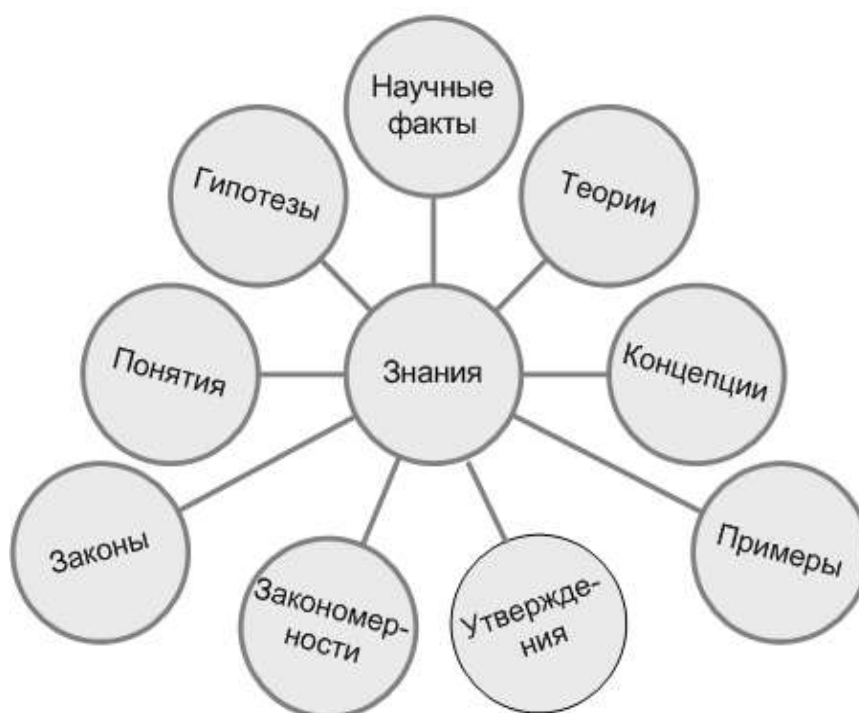 Научные
факты
Гипотезы
Теории
Понятия
Знания
Концепции
Законы
Закономер-
ности
Утвержде-
ния
Примеры